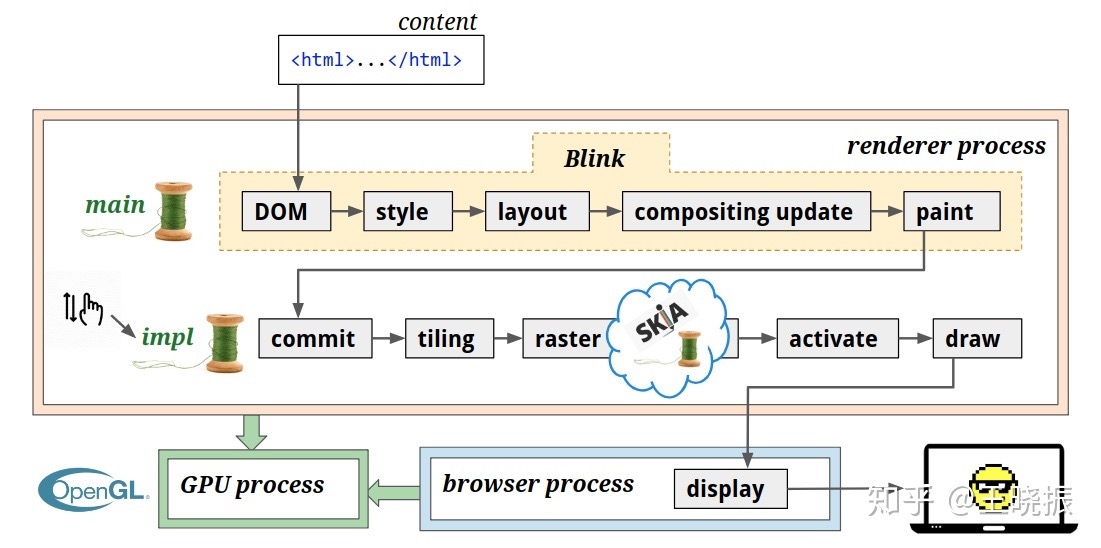 content
<html>...</html>
renderer process
Blink
main
DOM
style
layout
compositing update
paint
impl
commit
tiling
raster
SKiA
activate
draw
OpenGL
GPU process
browser process
display
知乎 @王晓振